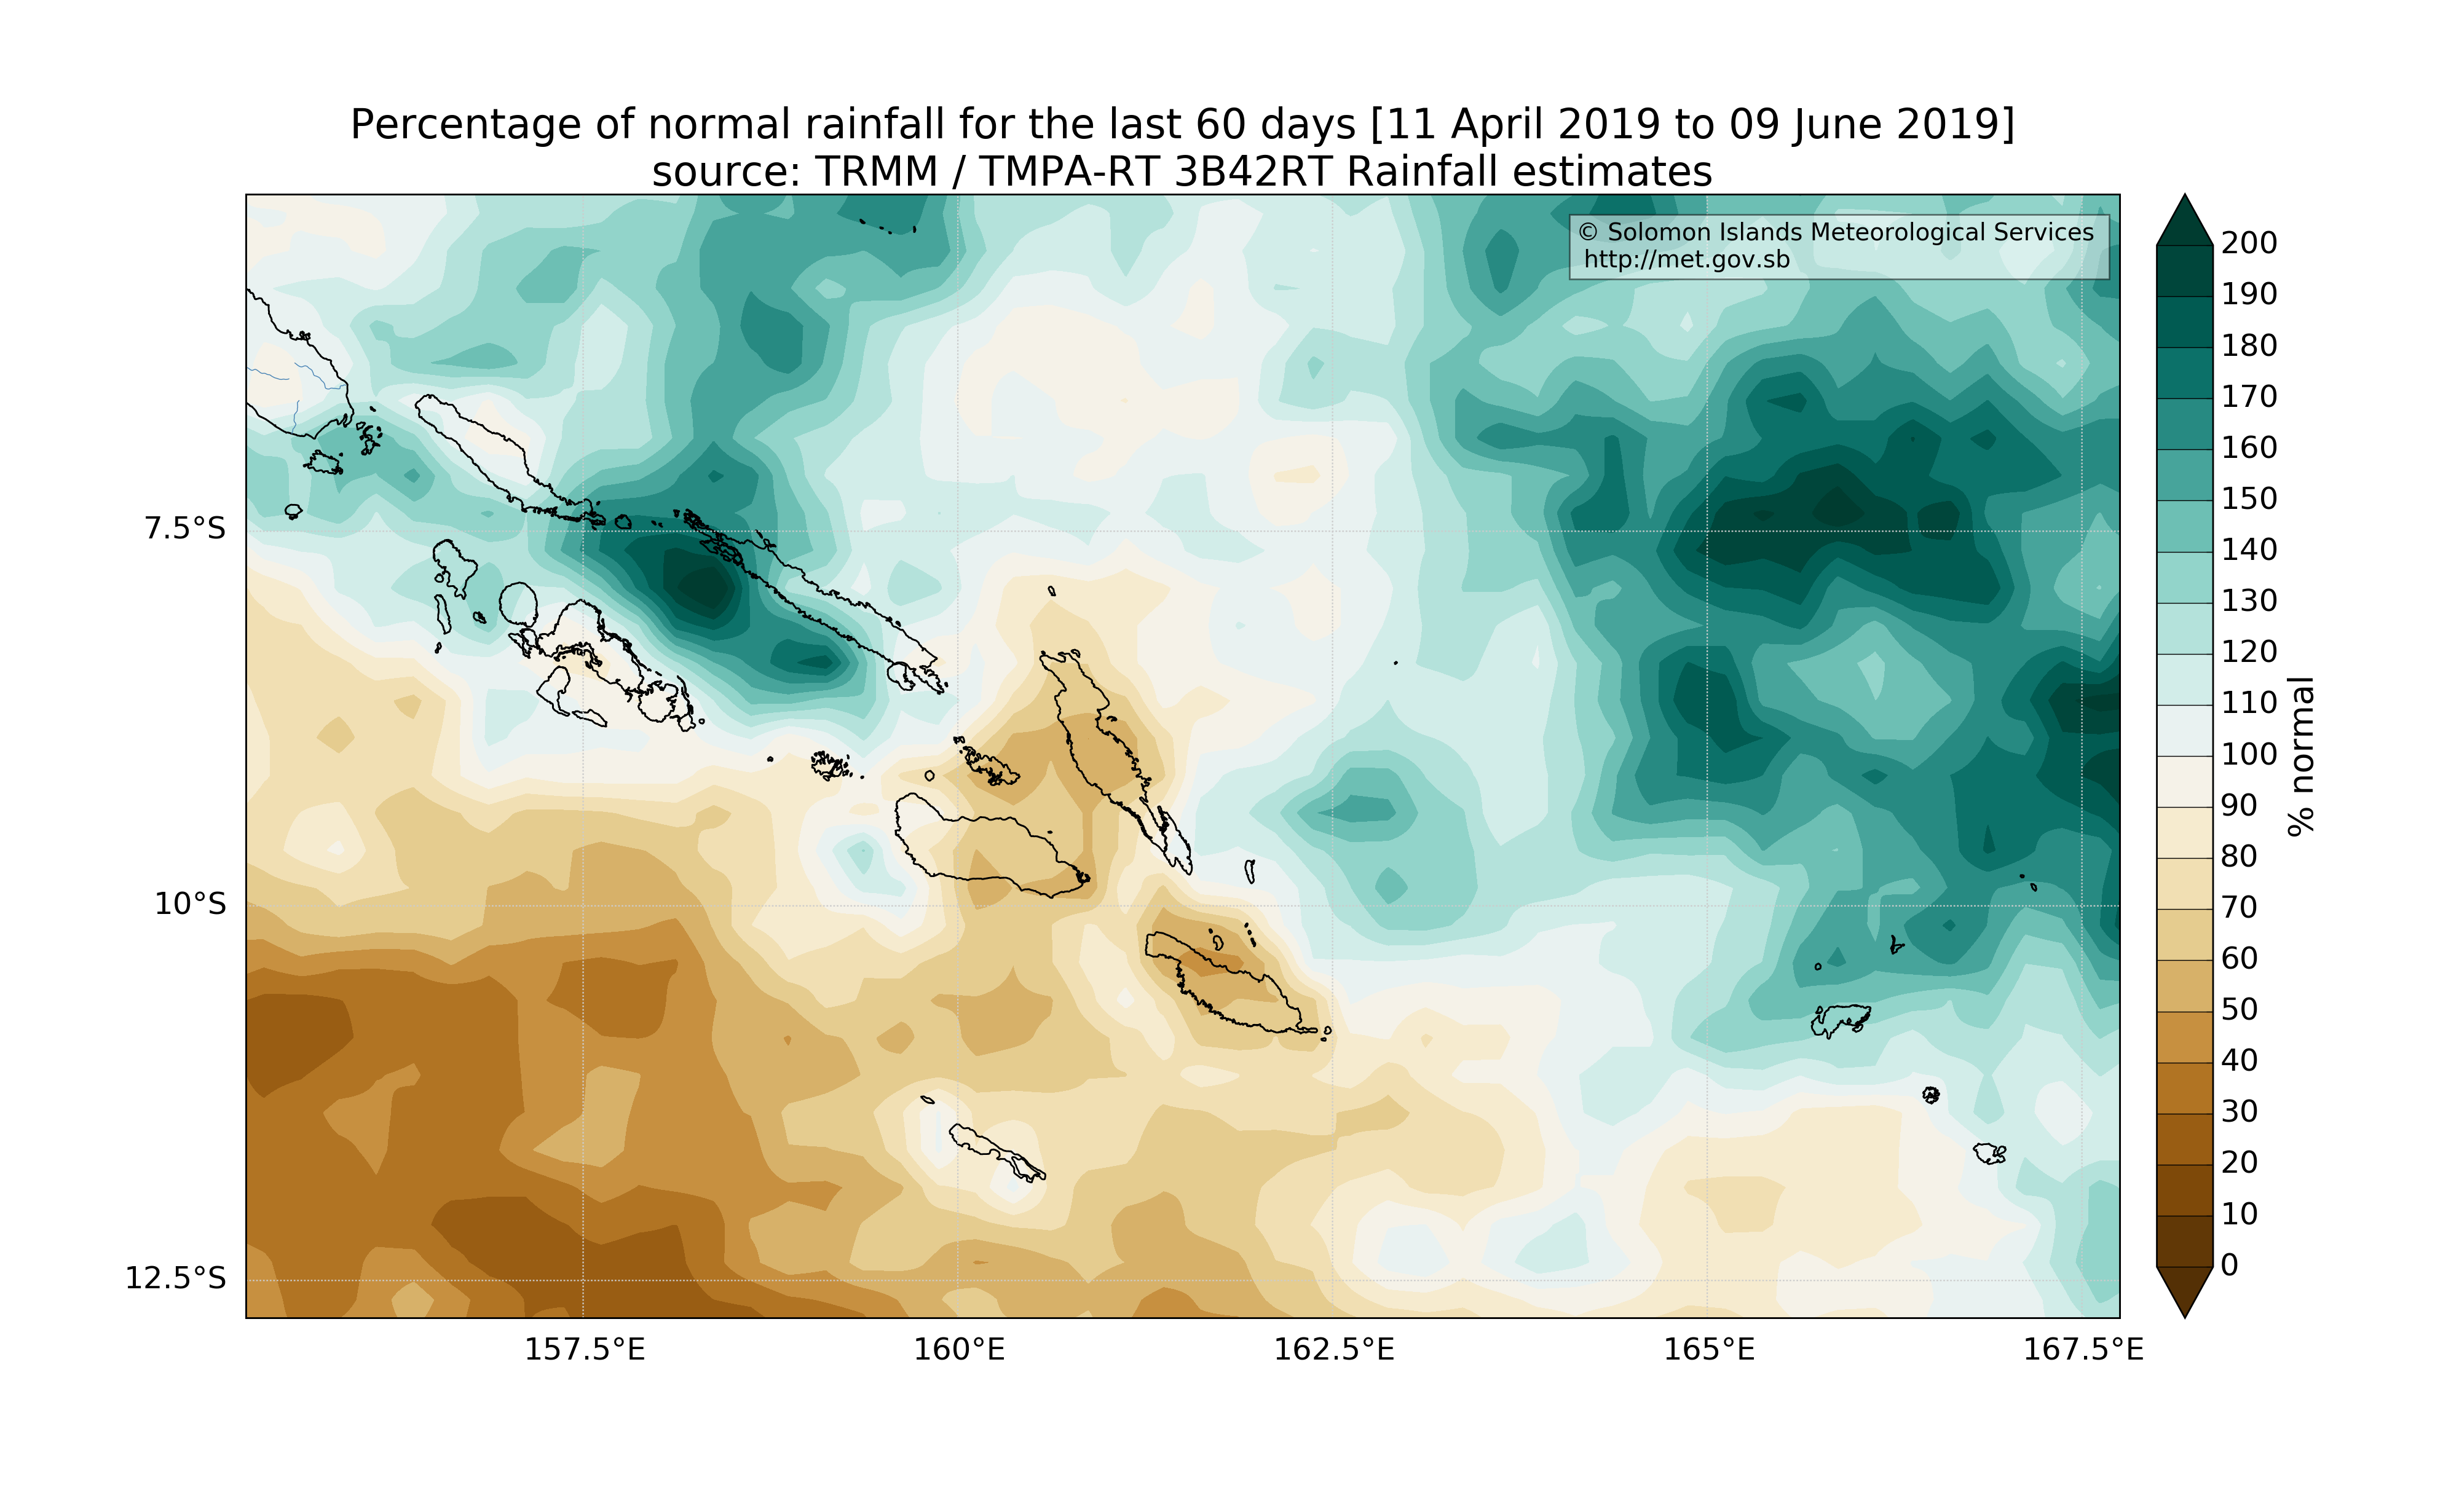 Percentage of normal rainfall for the last 60 days [11 April 2019 to 09 June 2019]
source: TRMM / TMPA-RT 3B42RT Rainfall estimates
© Solomon Islands Meteorological Services
http://met.gov.sb
7.5°S
10°S
12.5°S
157.5°E
160°E
162.5°E
165°E
167.5°E
200
190
180
170
160
150
140
130
120
110
100
90
80
70
60
50
40
30
20
10
0
% normal